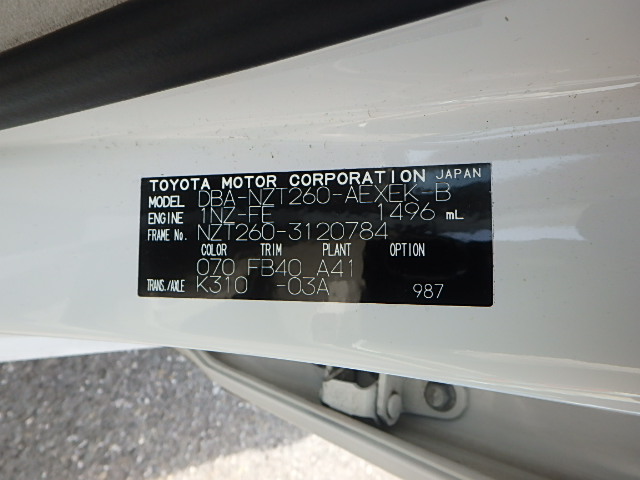 TOYOTA MOTOR CORPORATION JAPAN
MODEL DBA-NZT260-AEXEK-B
ENGINE 1NZ-FE 1496 mL
FRAME No. NZT260-3120784
COLOR TRIM PLANT OPTION
070 FB40 A41
TRANS./AXLE K310 -03A 987